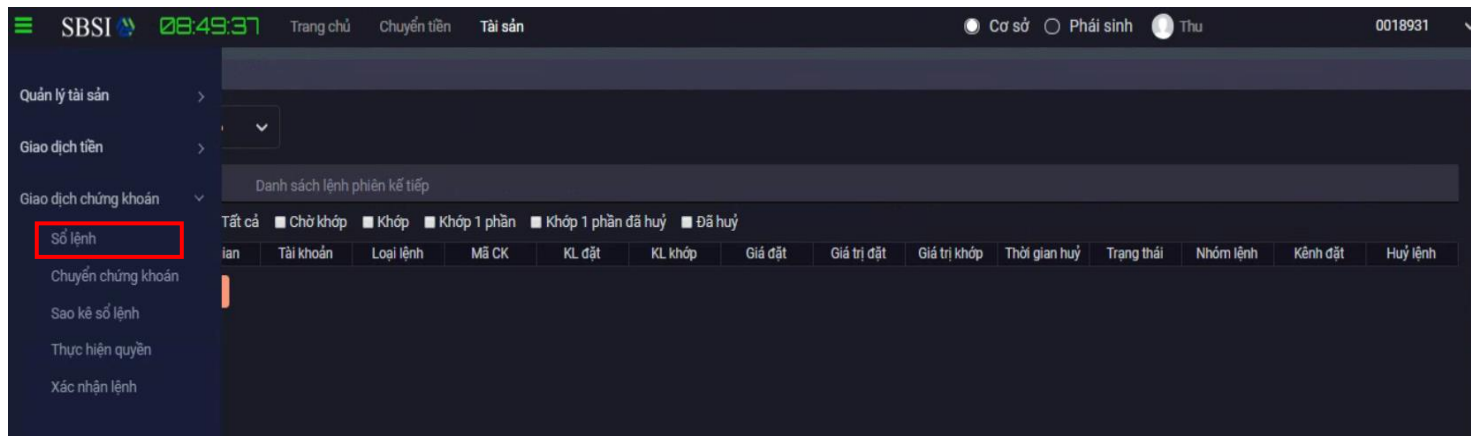 SBSI 08:49:37 Trang chủ Chuyển tiền Tài sản Cơ sở Phái sinh Thu 0018931
Quản lý tài sản
Giao dịch tiền
Giao dịch chứng khoán
Sổ lệnh
Chuyển chứng khoán
Sao kê sổ lệnh
Thực hiện quyền
Xác nhận lệnh
Danh sách lệnh phiên kế tiếp
Tất cả Chờ khớp Khớp Khớp 1 phần Khớp 1 phần đã huỷ Đã huỷ
Tài khoản Loại lệnh Mã CK KL đặt KL khớp Giá đặt Giá trị đặt Giá trị khớp Thời gian huỷ Trạng thái Nhóm lệnh Kênh đặt Huỷ lệnh